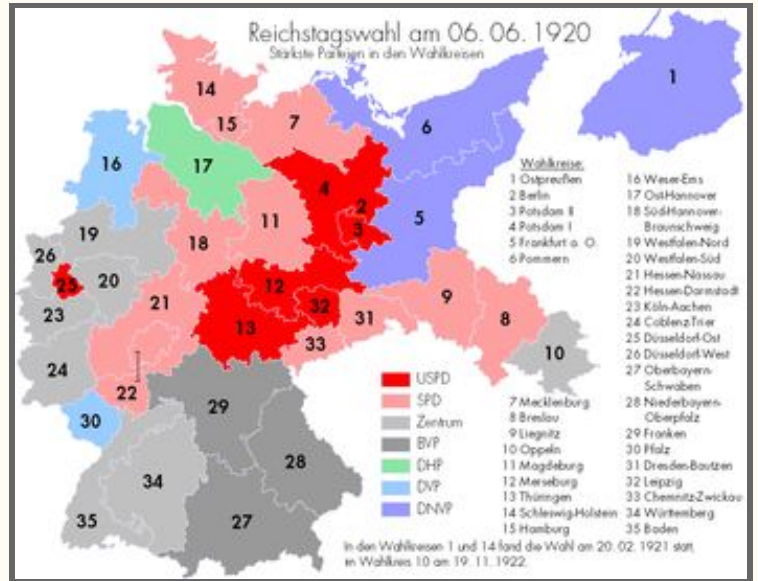 Reichstagswahl am 06. 06. 1920
Stärkste Parteien in den Wahlkreisen
14
15
7
6
1
16
17
4
2
3
5
11
19
18
26
25
20
12
32
21
23
13
31
33
9
8
10
24
22
30
29
28
34
35
27
Wahlkreise:
1 Ostpreußen
2 Berlin
3 Potsdam II
4 Potsdam I
5 Frankfurt a. O.
6 Pommern
7 Mecklenburg
8 Breslau
9 Liegnitz
10 Oppeln
11 Magdeburg
12 Merseburg
13 Thüringen
14 Schleswig-Holstein
15 Hamburg
16 Weser-Ems
17 Ost-Hannover
18 Süd-Hannover-
Braunschweig
19 Westfalen-Nord
20 Westfalen-Süd
21 Hessen-Nassau
22 Hessen-Darmstadt
23 Köln-Aachen
24 Coblenz-Trier
25 Düsseldorf-Ost
26 Düsseldorf-West
27 Oberbayern-
Schwaben
28 Niederbayern-
Oberpfalz
29 Franken
30 Pfalz
31 Dresden-Bautzen
32 Leipzig
33 Chemnitz-Zwickau
34 Württemberg
35 Baden
USPD
SPD
Zentrum
BVP
DHP
DVP
DNVP
In den Wahlkreisen 1 und 14 fand die Wahl am 20. 02. 1921 statt,
im Wahlkreis 10 am 19. 11. 1922.